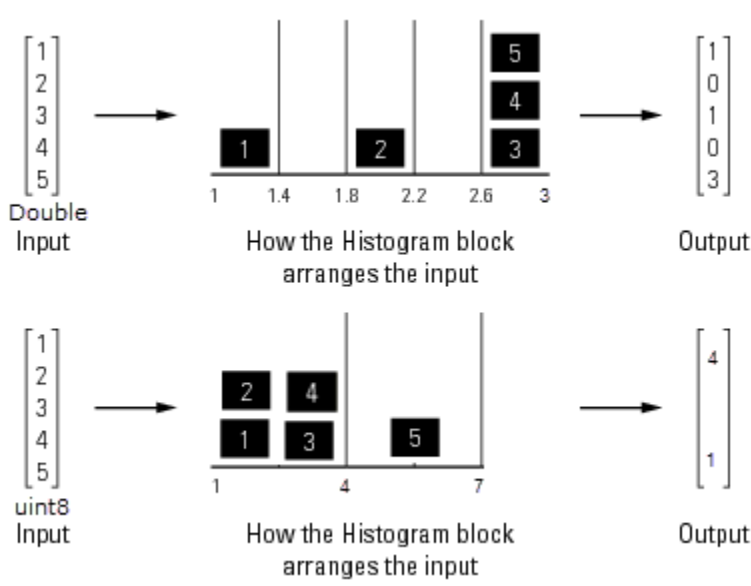 1
2
3
4
5
Double
Input
5
4
1 2 3
1 1.4 1.8 2.2 2.6 3
How the Histogram block
arranges the input
1
0
1
0
3
Output
1
2
3
4
5
uint8
Input
2 4
1 3 5
1 4 7
How the Histogram block
arranges the input
4
1
Output